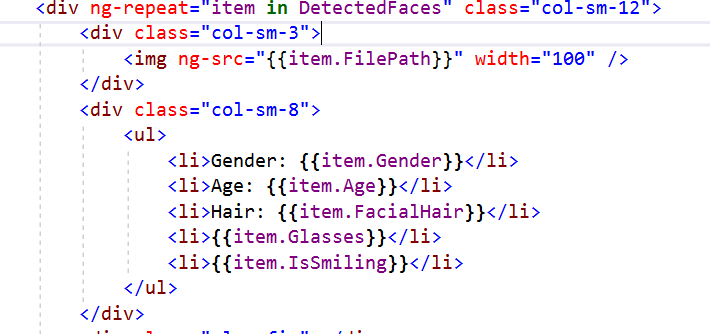 <div ng-repeat="item in DetectedFaces" class="col-sm-12">
<div class="col-sm-3">
<img ng-src="{{item.FilePath}}" width="100" />
</div>
<div class="col-sm-8">
<ul>
<li>Gender: {{item.Gender}}</li>
<li>Age: {{item.Age}}</li>
<li>Hair: {{item.FacialHair}}</li>
<li>{{item.Glasses}}</li>
<li>{{item.IsSmiling}}</li>
</ul>
</div>